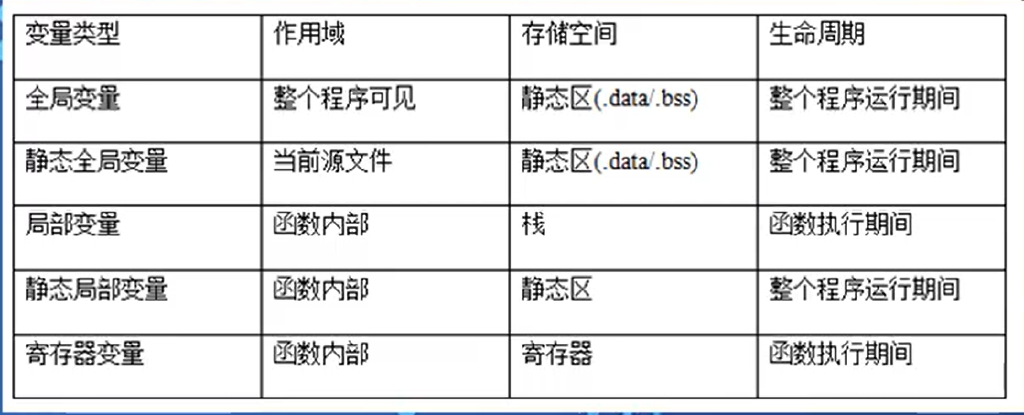 变量类型 作用域 存储空间 生命周期
全局变量 整个程序可见 静态区(.data/.bss) 整个程序运行期间
静态全局变量 当前源文件 静态区(.data/.bss) 整个程序运行期间
局部变量 函数内部 栈 函数执行期间
静态局部变量 函数内部 静态区 整个程序运行期间
寄存器变量 函数内部 寄存器 函数执行期间